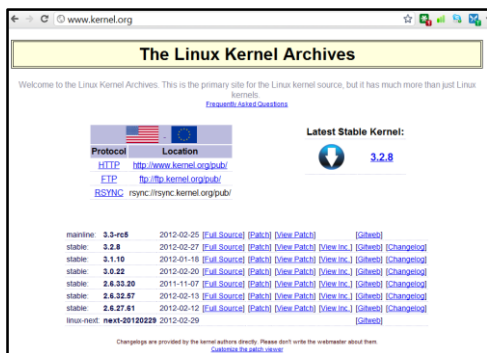 www.kernel.org
The Linux Kernel Archives
Welcome to the Linux Kernel Archives. This is the primary site for the Linux kernel source, but it has much more than just Linux
kernels.
Frequently Asked Questions
Protocol Location
HTTP http://www.kernel.org/pub/
FTP ftp://ftp.kernel.org/pub/
RSYNC rsync://rsync.kernel.org/pub/
Latest Stable Kernel:
3.2.8
mainline: 3.3-rc5 2012-02-25 [Full Source] [Patch] [View Patch] [Gitweb]
stable: 3.2.8 2012-02-27 [Full Source] [Patch] [View Patch] [View Inc.] [Gitweb] [Changelog]
stable: 3.1.10 2012-01-18 [Full Source] [Patch] [View Patch] [View Inc.] [Gitweb] [Changelog]
stable: 3.0.22 2012-02-20 [Full Source] [Patch] [View Patch] [View Inc.] [Gitweb] [Changelog]
stable: 2.6.33.20 2011-11-07 [Full Source] [Patch] [View Patch] [View Inc.] [Gitweb] [Changelog]
stable: 2.6.32.57 2012-02-13 [Full Source] [Patch] [View Patch] [View Inc.] [Gitweb] [Changelog]
stable: 2.6.27.61 2012-02-12 [Full Source] [Patch] [View Patch] [View Inc.] [Gitweb] [Changelog]
linux-next: next-20120229 2012-02-29 [Gitweb]
Changelogs are provided by the kernel authors directly. Please don't write the webmaster about them.
Customize the patch viewer